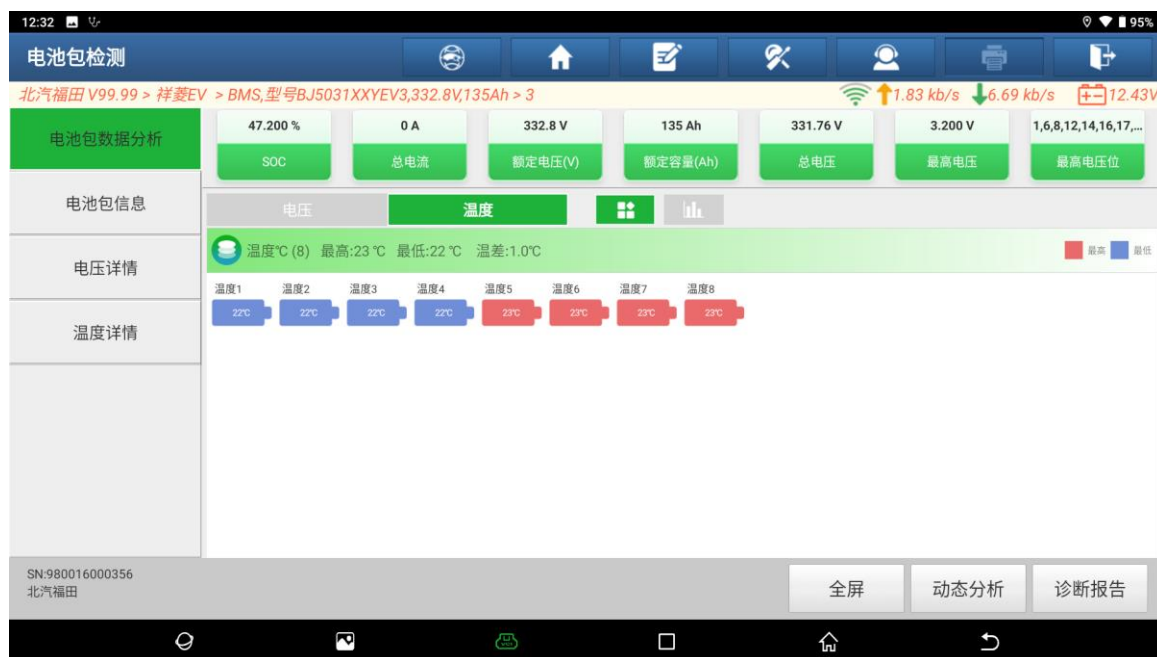 12:32
95%
电池包检测
北汽福田 V99.99 > 祥菱EV > BMS,型号BJ5031XXYEV3,332.8V,135Ah > 3
1.83 kb/s 6.69 kb/s 12.43V
电池包数据分析
电池包信息
电压详情
温度详情
47.200 % 0 A 332.8 V 135 Ah 331.76 V 3.200 V 1,6,8,12,14,16,17,...
SOC 总电流 额定电压(V) 额定容量(Ah) 总电压 最高电压 最高电压位
电压 温度
温度℃ (8) 最高:23 ℃ 最低:22 ℃ 温差:1.0℃
最高 最低
温度1 温度2 温度3 温度4 温度5 温度6 温度7 温度8
22℃ 22℃ 22℃ 22℃ 23℃ 23℃ 23℃ 23℃
SN:980016000356
北汽福田
全屏 动态分析 诊断报告